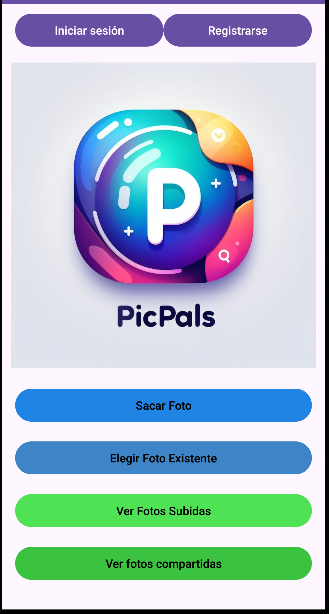 Iniciar sesión
Registrarse
P
PicPals
Sacar Foto
Elegir Foto Existente
Ver Fotos Subidas
Ver fotos compartidas